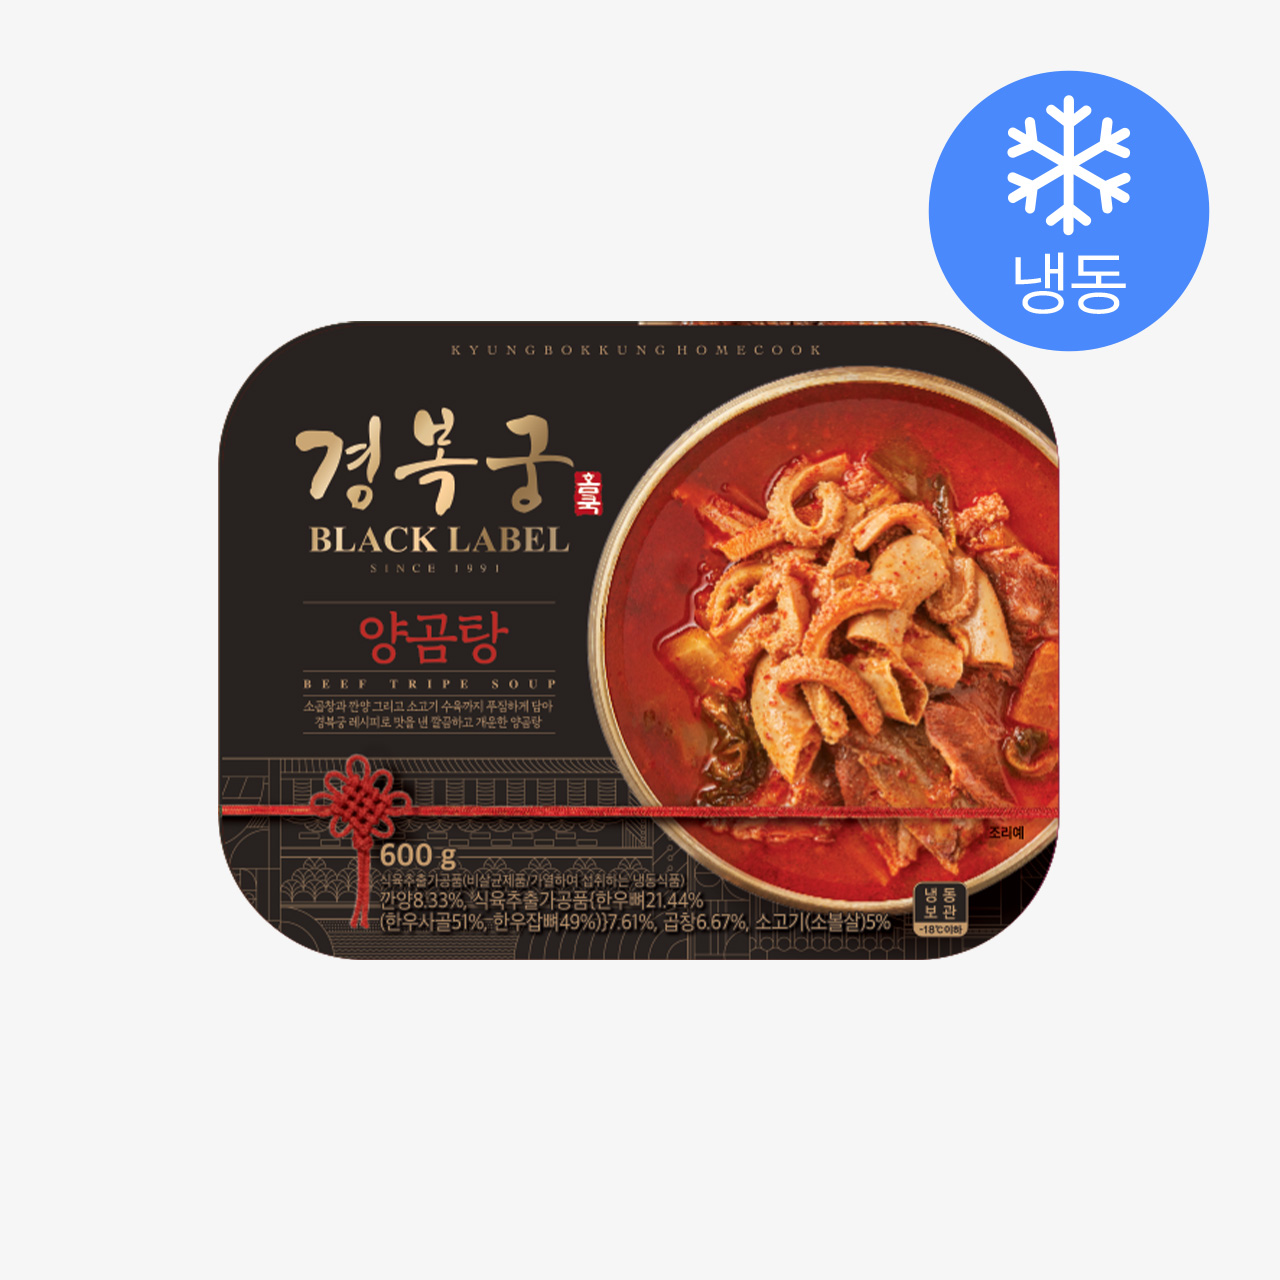 냉동
KYUNGBOKKUNGHOMECOOK
경복궁
홈쿡
BLACK LABEL
SINCE 1991
양곰탕
BEEF TRIPE SOUP
소곱창과 깐양 그리고 소고기 수육까지 푸짐하게 담아
경복궁 레시피로 맛을 낸 깔끔하고 개운한 양곰탕
조리예
600 g
식육추출가공품(비살균제품/가열하여 섭취하는 냉동식품)
깐양8.33%, 식육추출가공품{한우뼈21.44%
(한우사골51%, 한우잡뼈49%)}7.61%, 곱창6.67%, 소고기(소볼살)5%
냉동
보관
-18℃이하